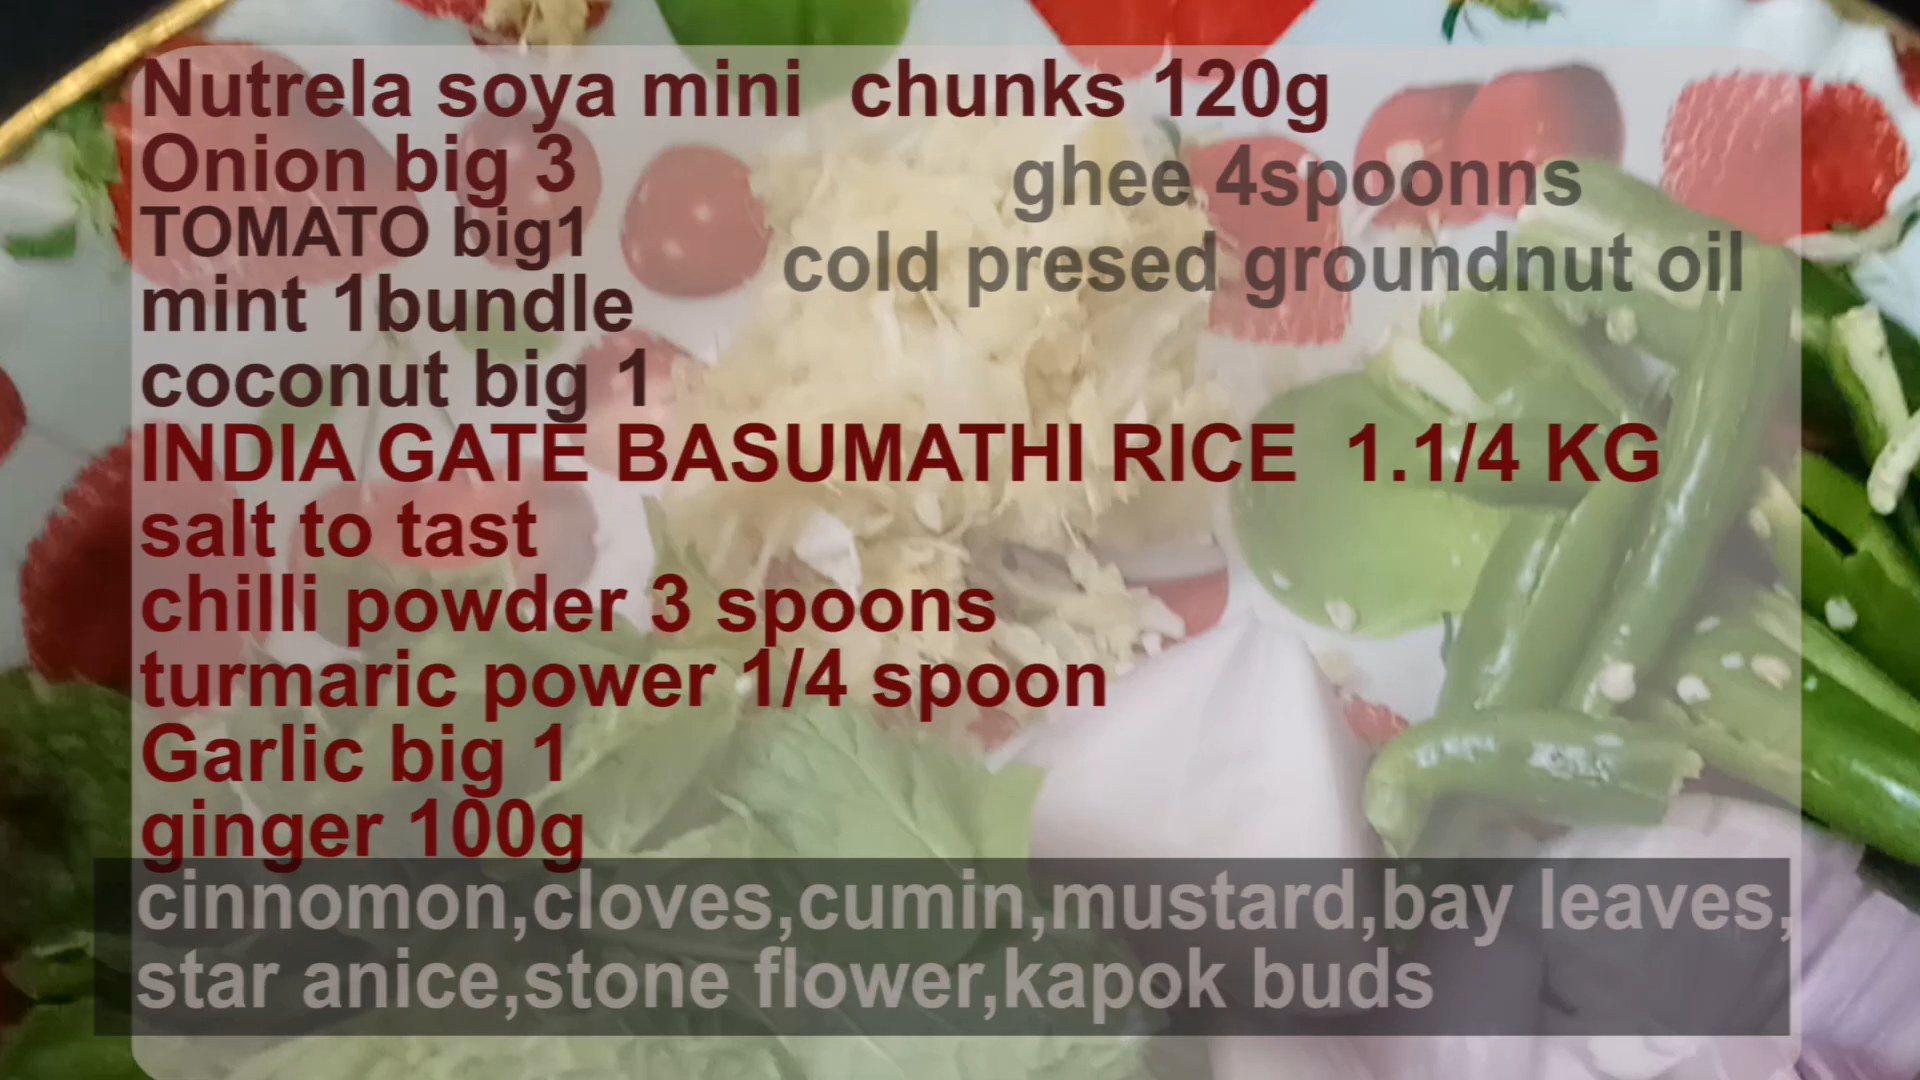 Nutrela soya mini  chunks 120g
Onion big 3
ghee 4spoonns
TOMATO big1
cold presed groundnut oil
mint 1bundle
coconut big 1
INDIA GATE BASUMATHI RICE  1.1/4 KG
salt to tast
chilli powder 3 spoons
turmaric power 1/4 spoon
Garlic big 1
ginger 100g
cinnomon,cloves,cumin,mustard,bay leaves,
star anice,stone flower,kapok buds